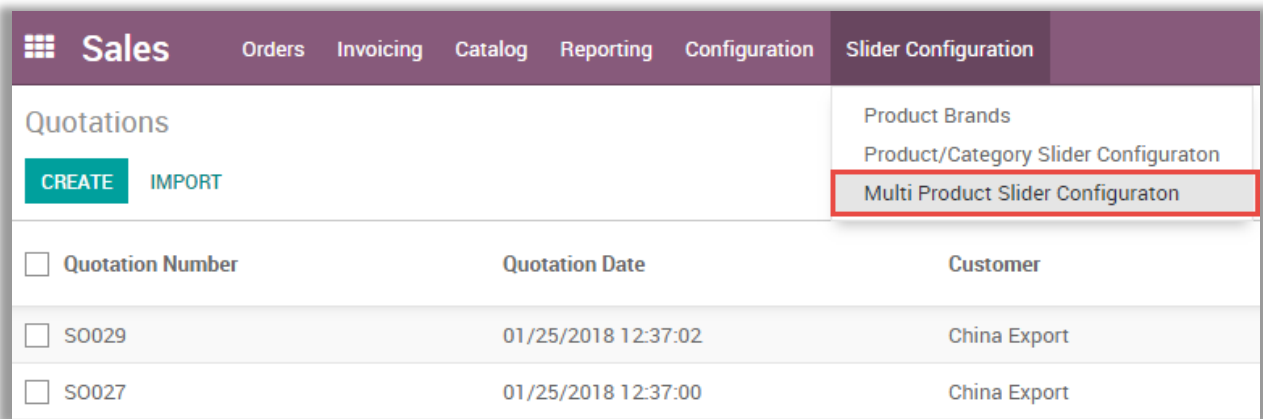 Sales Orders Invoicing Catalog Reporting Configuration Slider Configuration
Quotations
CREATE IMPORT
Product Brands
Product/Category Slider Configuraton
Multi Product Slider Configuraton
Quotation Number Quotation Date Customer
SO029 01/25/2018 12:37:02 China Export
SO027 01/25/2018 12:37:00 China Export